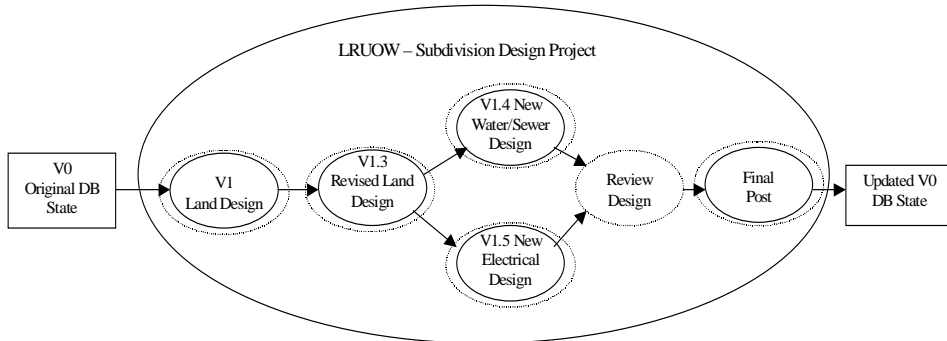 LRUOW – Subdivision Design Project
V0
Original DB
State
V1
Land Design
V1.3
Revised Land
Design
V1.4 New
Water/Sewer
Design
V1.5 New
Electrical
Design
Review
Design
Final
Post
Updated V0
DB State